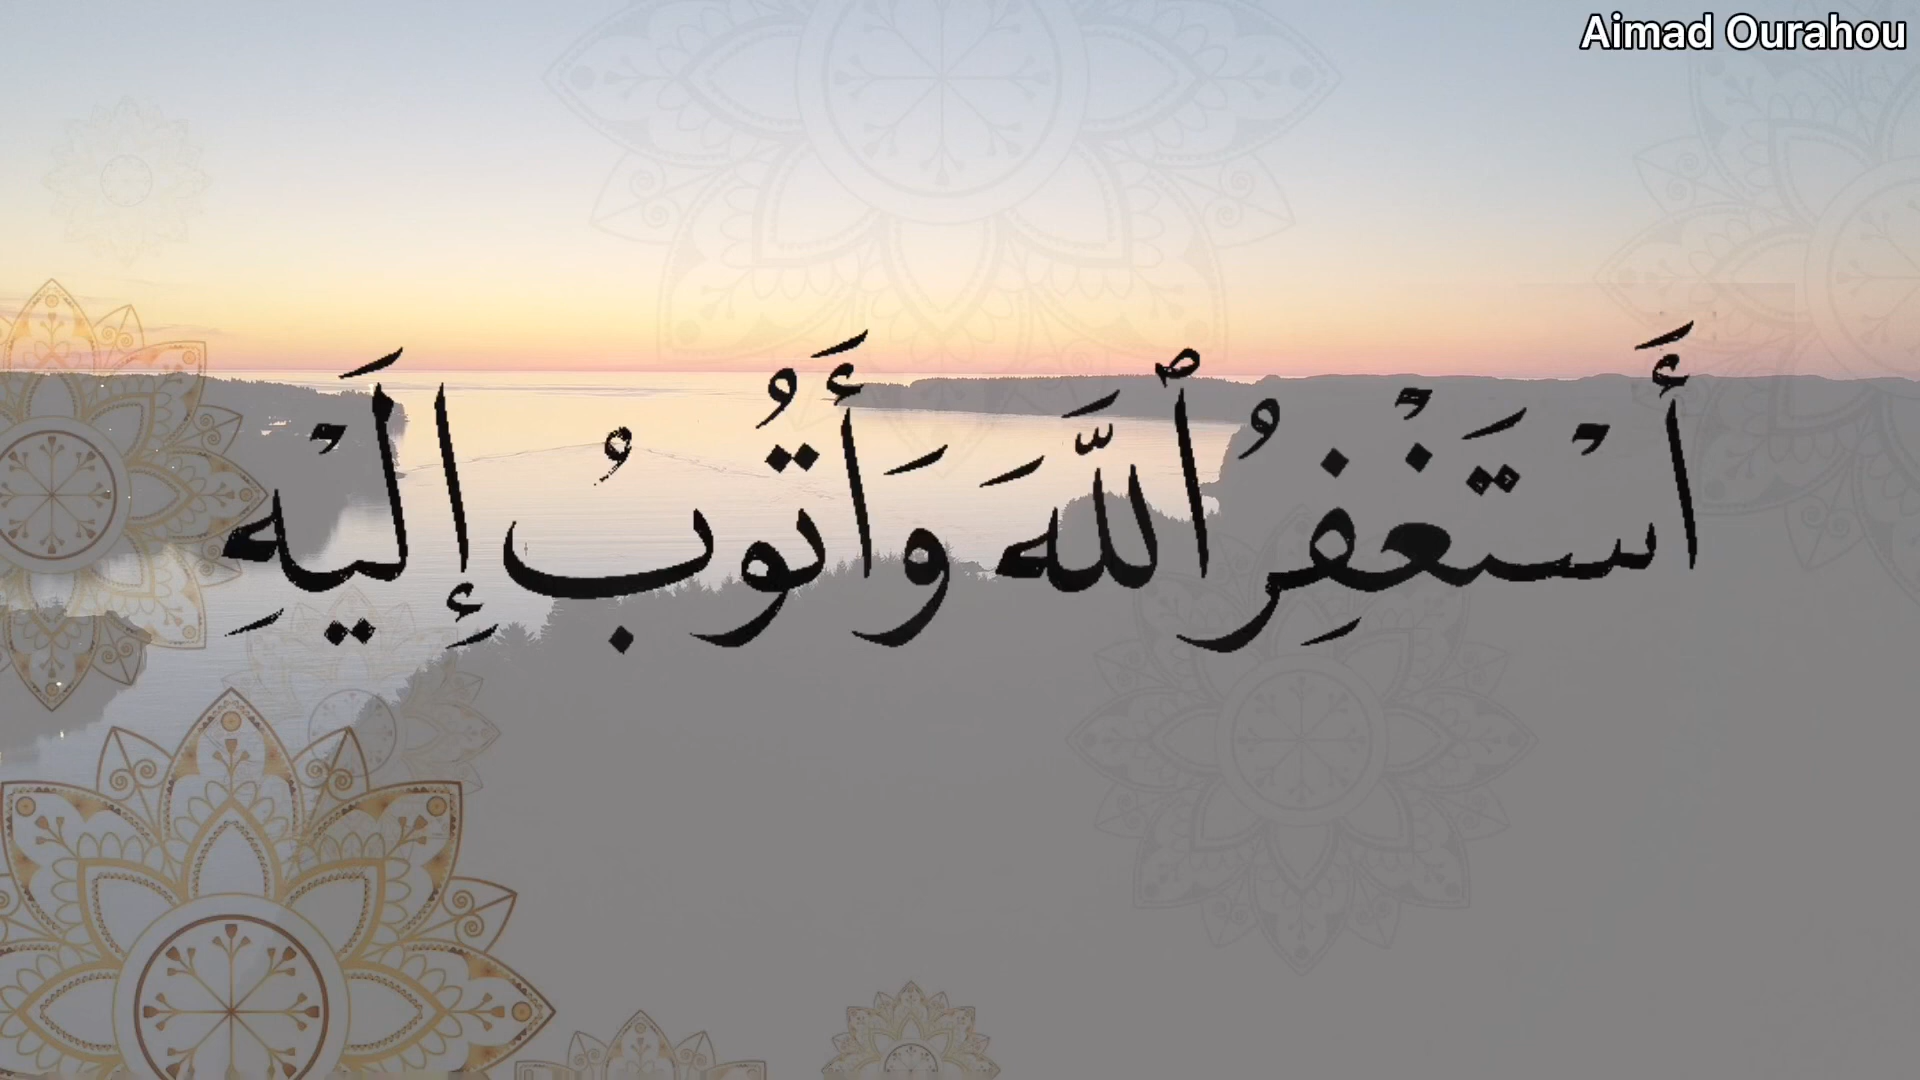 Aimad Ourahou
أَسْتَغْفِرُ ٱللَّهَ وَأَتُوبُ إِلَيْهِ